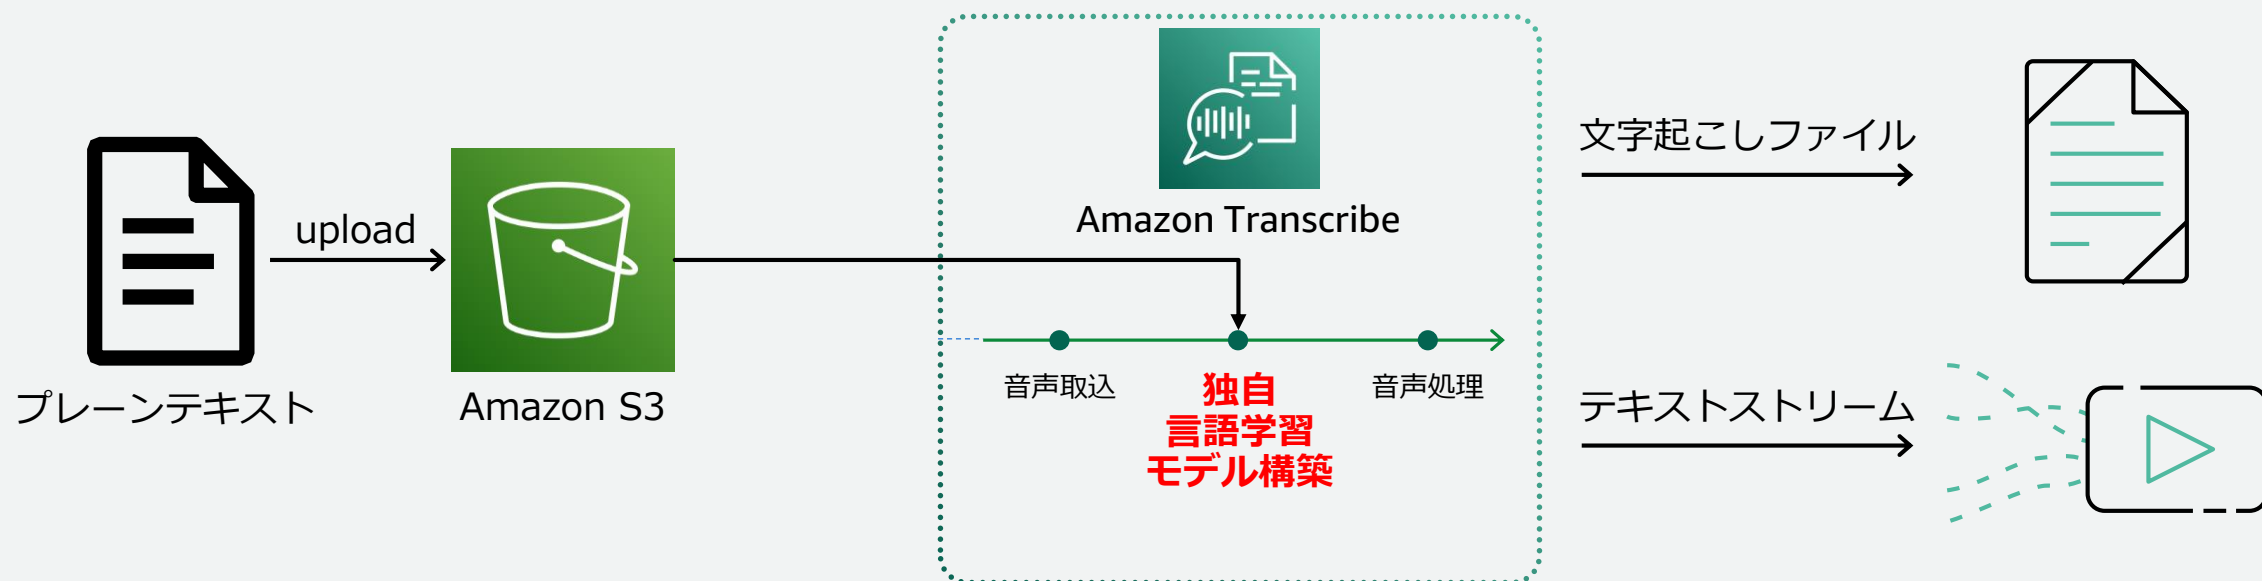 プレーンテキスト
upload
Amazon S3
Amazon Transcribe
音声取込
独自
言語学習
モデル構築
音声処理
文字起こしファイル
テキストストリーム